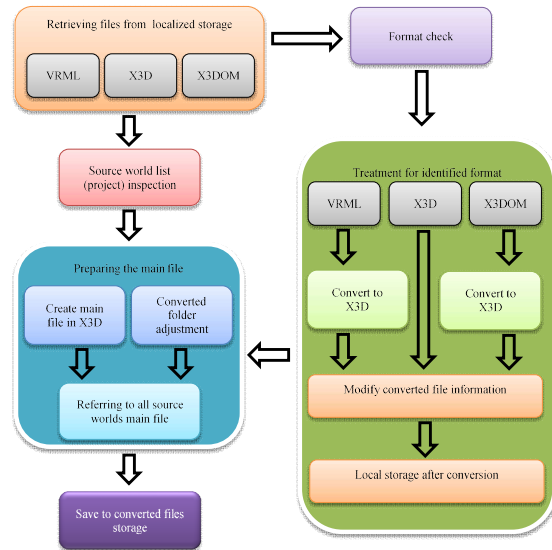 Retrieving files from localized storage
VRML
X3D
X3DOM
Format check
Source world list
(project) inspection
Treatment for identified format
VRML
X3D
X3DOM
Convert to
X3D
Convert to
X3D
Modify converted file information
Local storage after conversion
Preparing the main file
Create main
file in X3D
Converted
folder
adjustment
Referring to all source
worlds main file
Save to converted files
storage